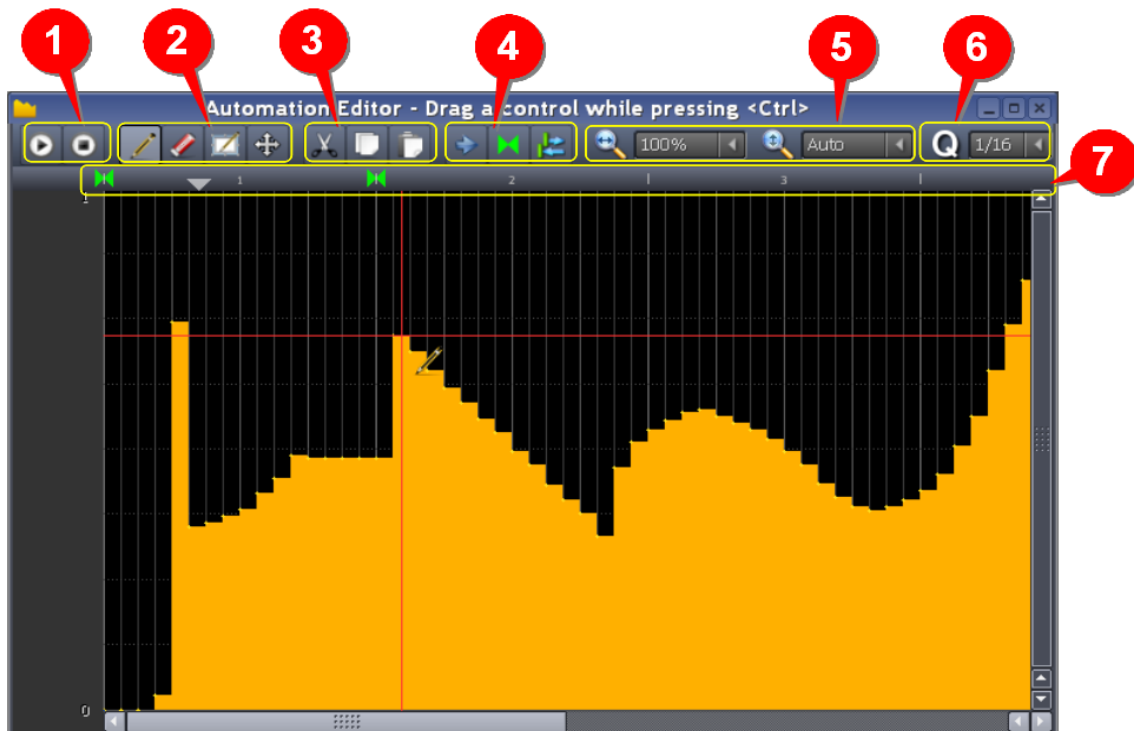 1 2 3 4 5 6
Automation Editor - Drag a control while pressing <Ctrl>
100% Auto Q 1/16
7
1 2 3
1
0